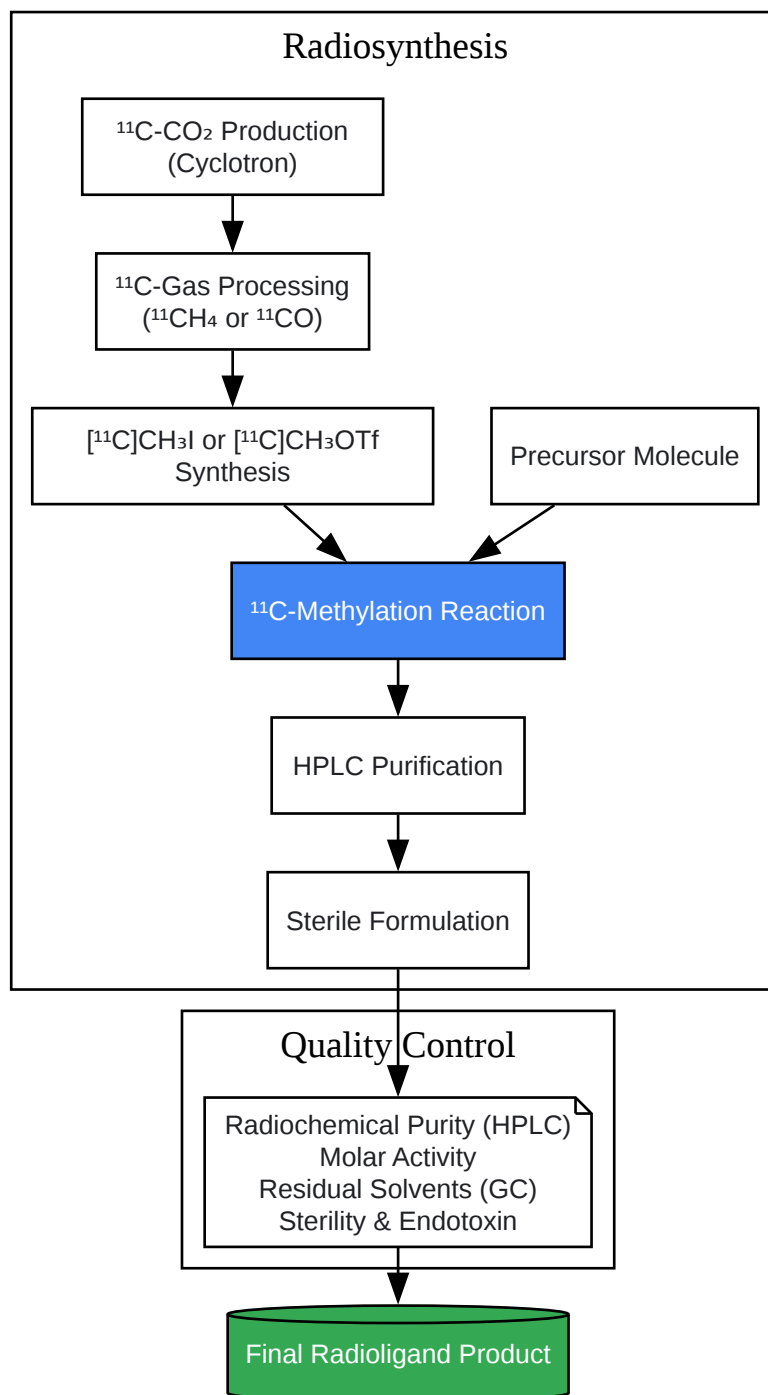 Radiosynthesis
¹¹C-CO₂ Production
(Cyclotron)
¹¹C-Gas Processing
(¹¹CH₄ or ¹¹CO)
[¹¹C]CH₃I or [¹¹C]CH₃OTf
Synthesis
Precursor Molecule
¹¹C-Methylation Reaction
HPLC Purification
Sterile Formulation
Quality Control
Radiochemical Purity (HPLC)
Molar Activity
Residual Solvents (GC)
Sterility & Endotoxin
Final Radioligand Product